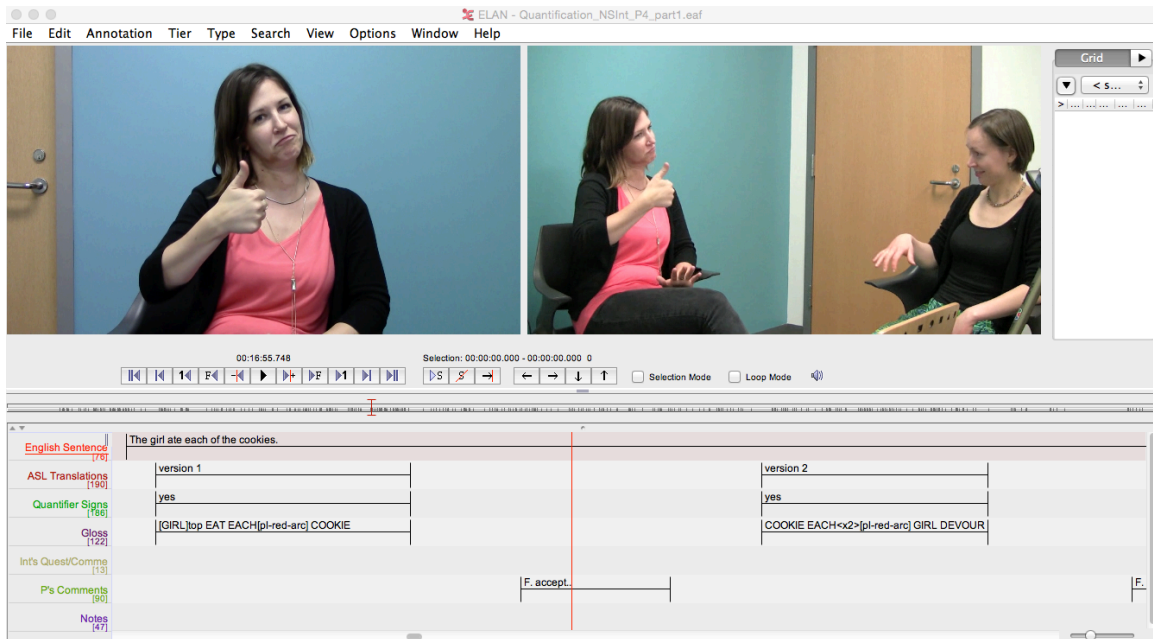 ELAN - Quantification_NSInt_P4_part1.eaf
File Edit Annotation Tier Type Search View Options Window Help
Grid
< s...
> ... ... ... ... ...
00:16:55.748
Selection: 00:00:00.000 - 00:00:00.000 0
1 F + F 1 S S
Selection Mode Loop Mode
English Sentence
[76]
The girl ate each of the cookies.
ASL Translations
[190]
version 1 version 2
Quantifier Signs
[186]
yes yes
Gloss
[122]
[GIRL]top EAT EACH[pl-red-arc] COOKIE COOKIE EACH<x2>[pl-red-arc] GIRL DEVOUR
Int's Quest/Comme
[13]
P's Comments
[90]
F. accept.. F.
Notes
[47]